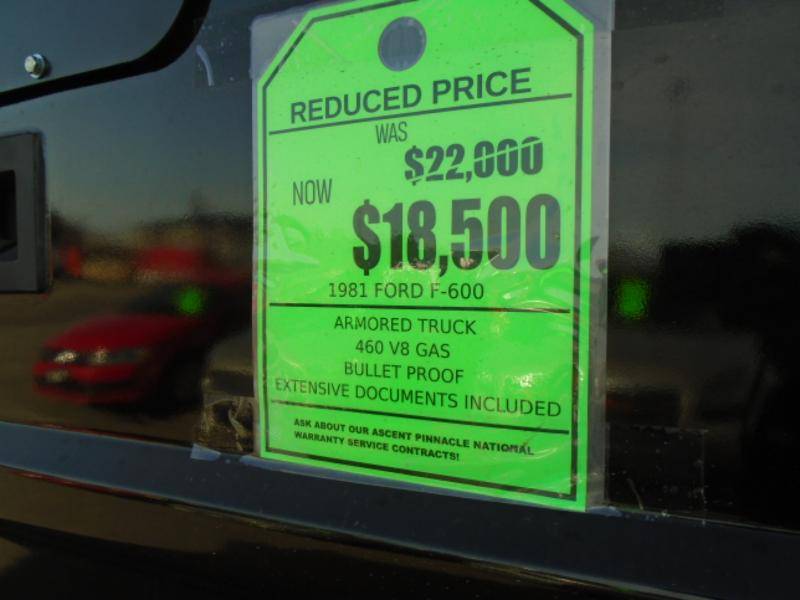 REDUCED PRICE
WAS
$22,000
NOW
$18,500
1981 FORD F-600
ARMORED TRUCK
460 V8 GAS
BULLET PROOF
EXTENSIVE DOCUMENTS INCLUDED
ASK ABOUT OUR ASCENT PINNACLE NATIONAL
WARRANTY SERVICE CONTRACTS!